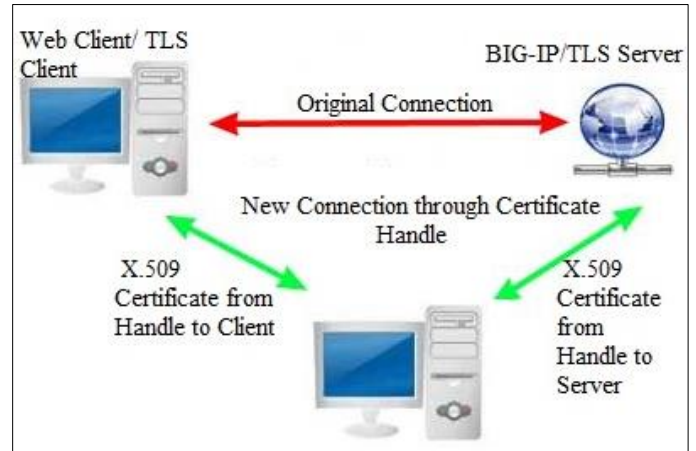 Web Client/ TLS
Client
BIG-IP/TLS Server
Original Connection
New Connection through Certificate
Handle
X.509
Certificate from
Handle to Client
X.509
Certificate
from
Handle to
Server